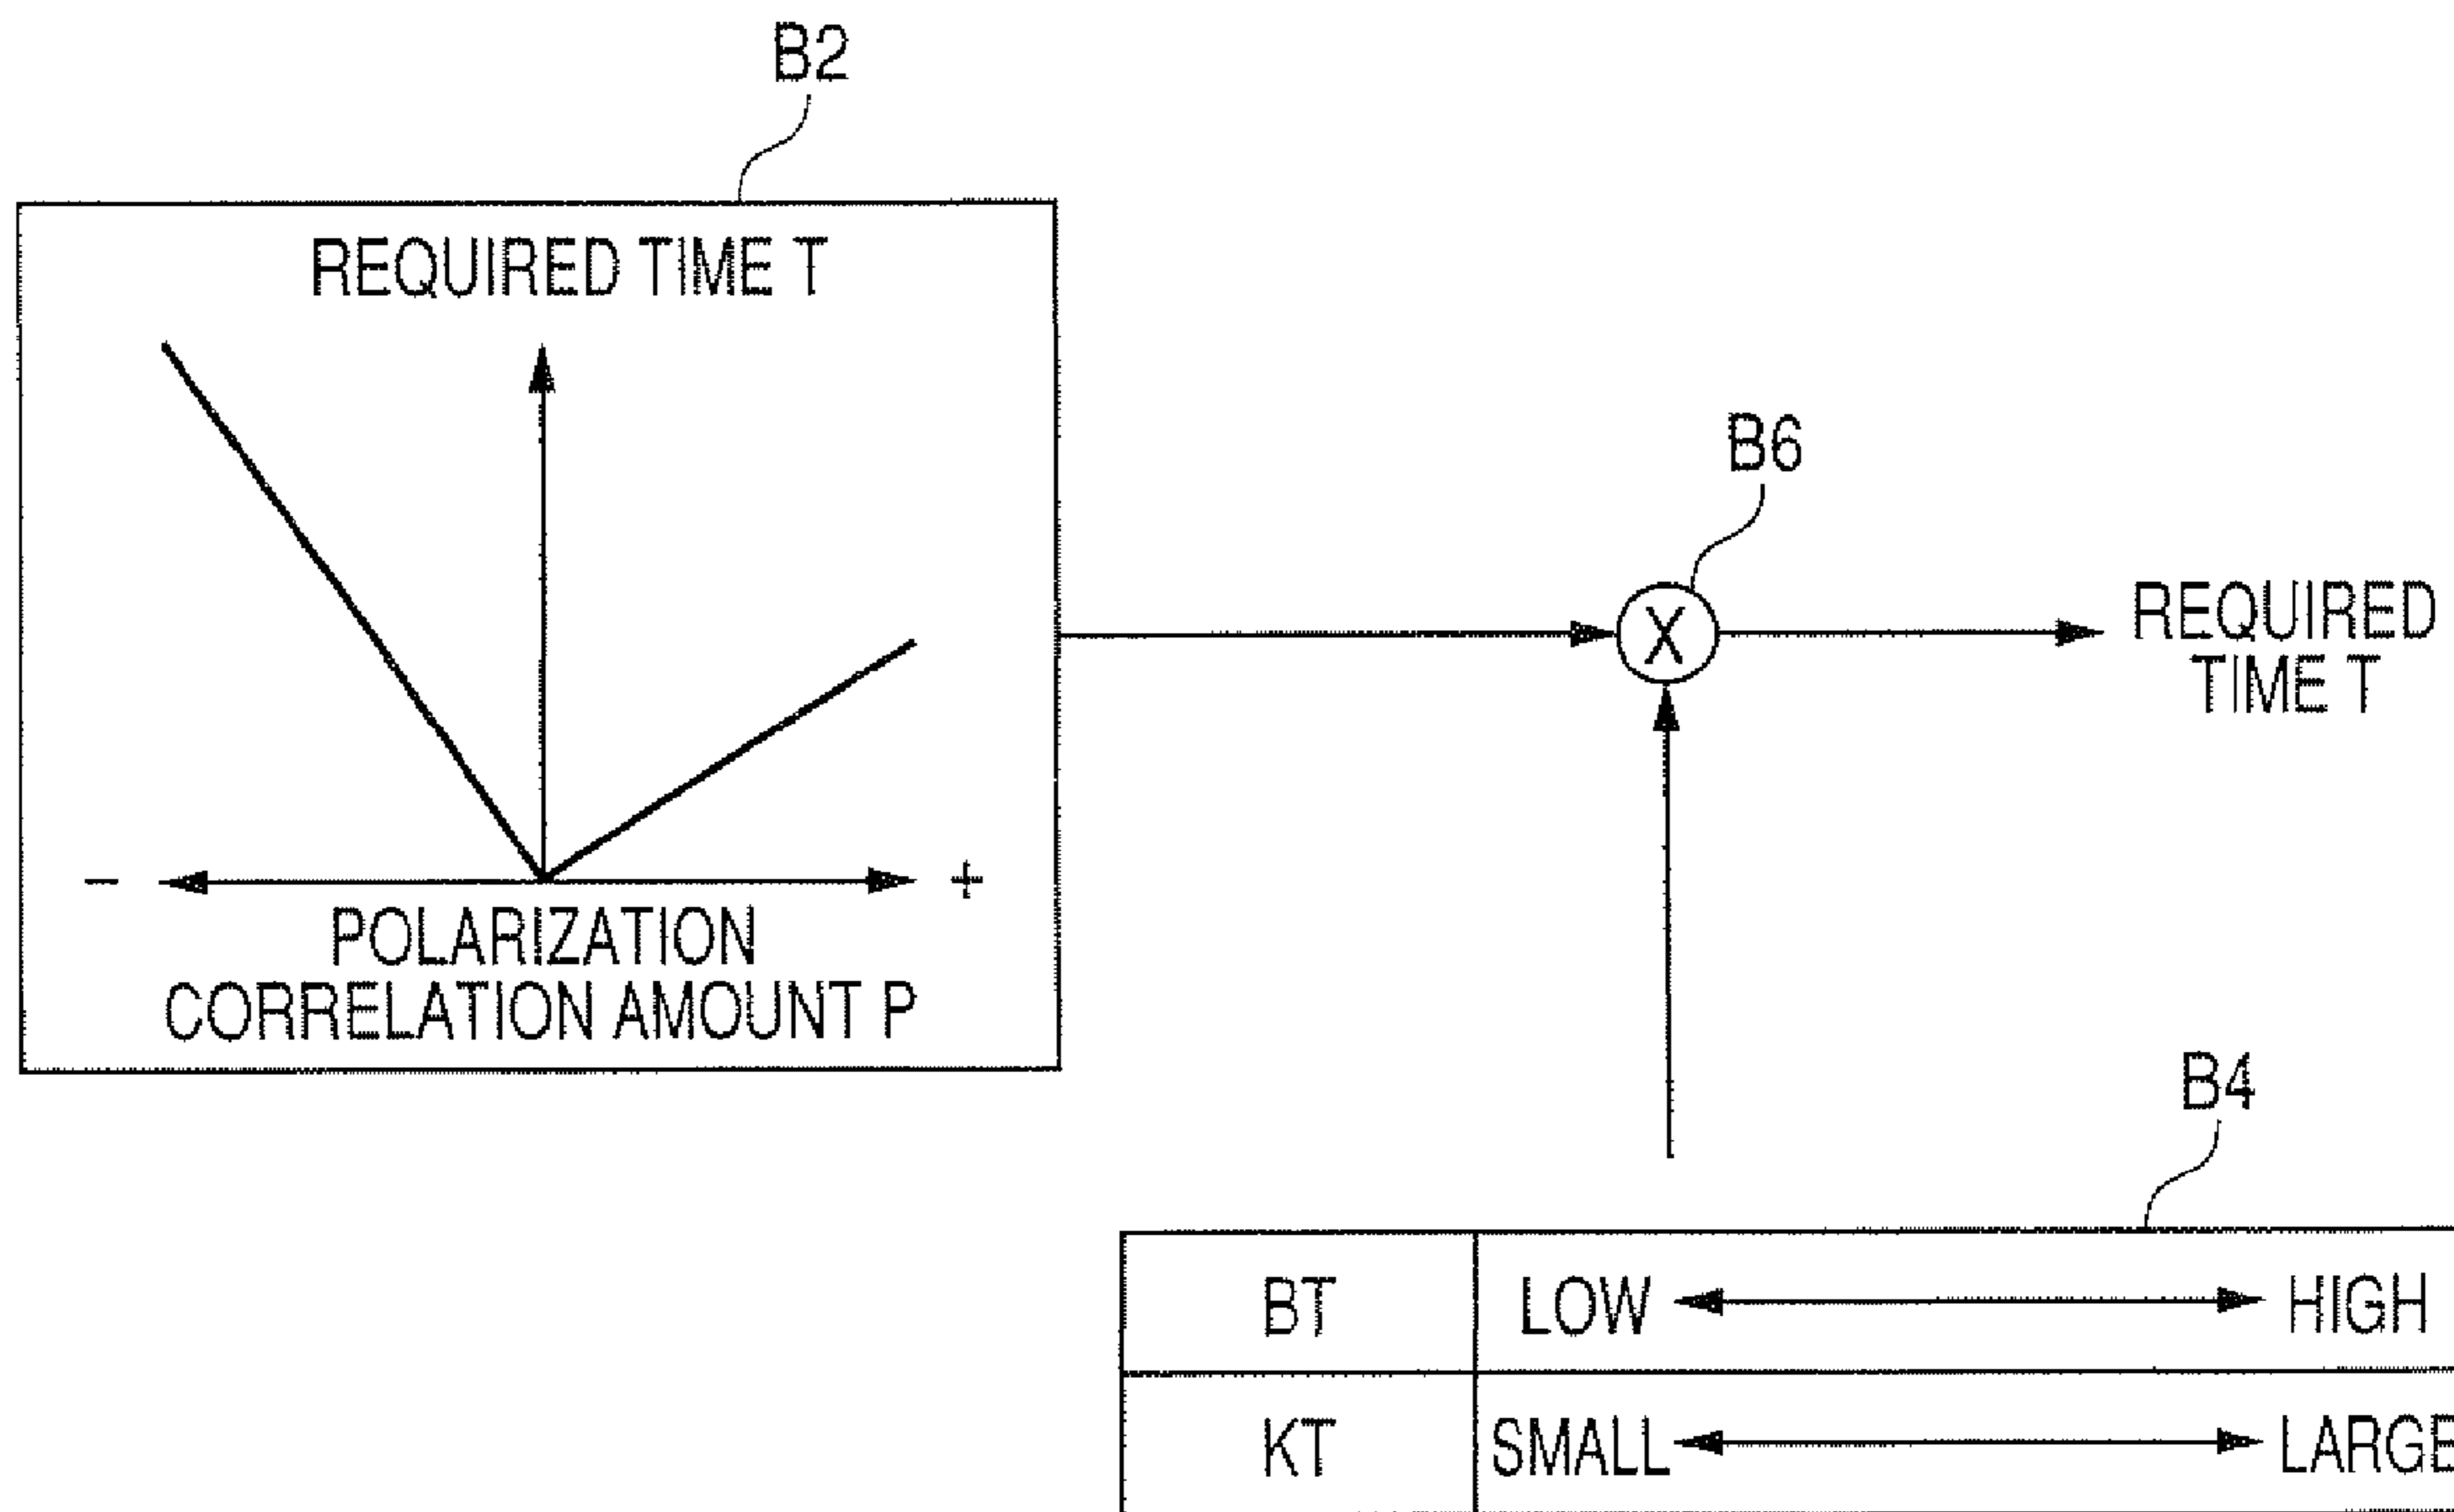 B2
REQUIRED TIME T
− +
POLARIZATION
CORRELATION AMOUNT P
B6
X
REQUIRED
TIME T
B4
BT LOW HIGH
KT SMALL LARGE